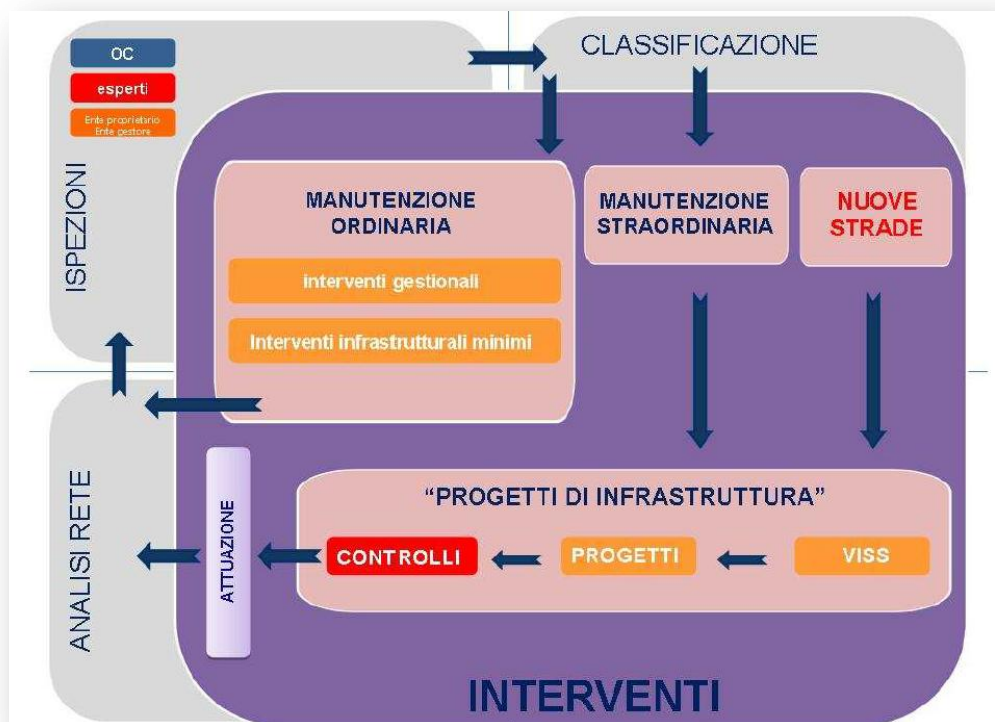 OC
esperti
Ente proprietario
Ente gestore
ISPEZIONI
CLASSIFICAZIONE
MANUTENZIONE
ORDINARIA
interventi gestionali
Interventi infrastrutturali minimi
MANUTENZIONE
STRAORDINARIA
NUOVE
STRADE
ANALISI RETE
ATTUAZIONE
“PROGETTI DI INFRASTRUTTURA”
CONTROLLI
PROGETTI
VISS
INTERVENTI